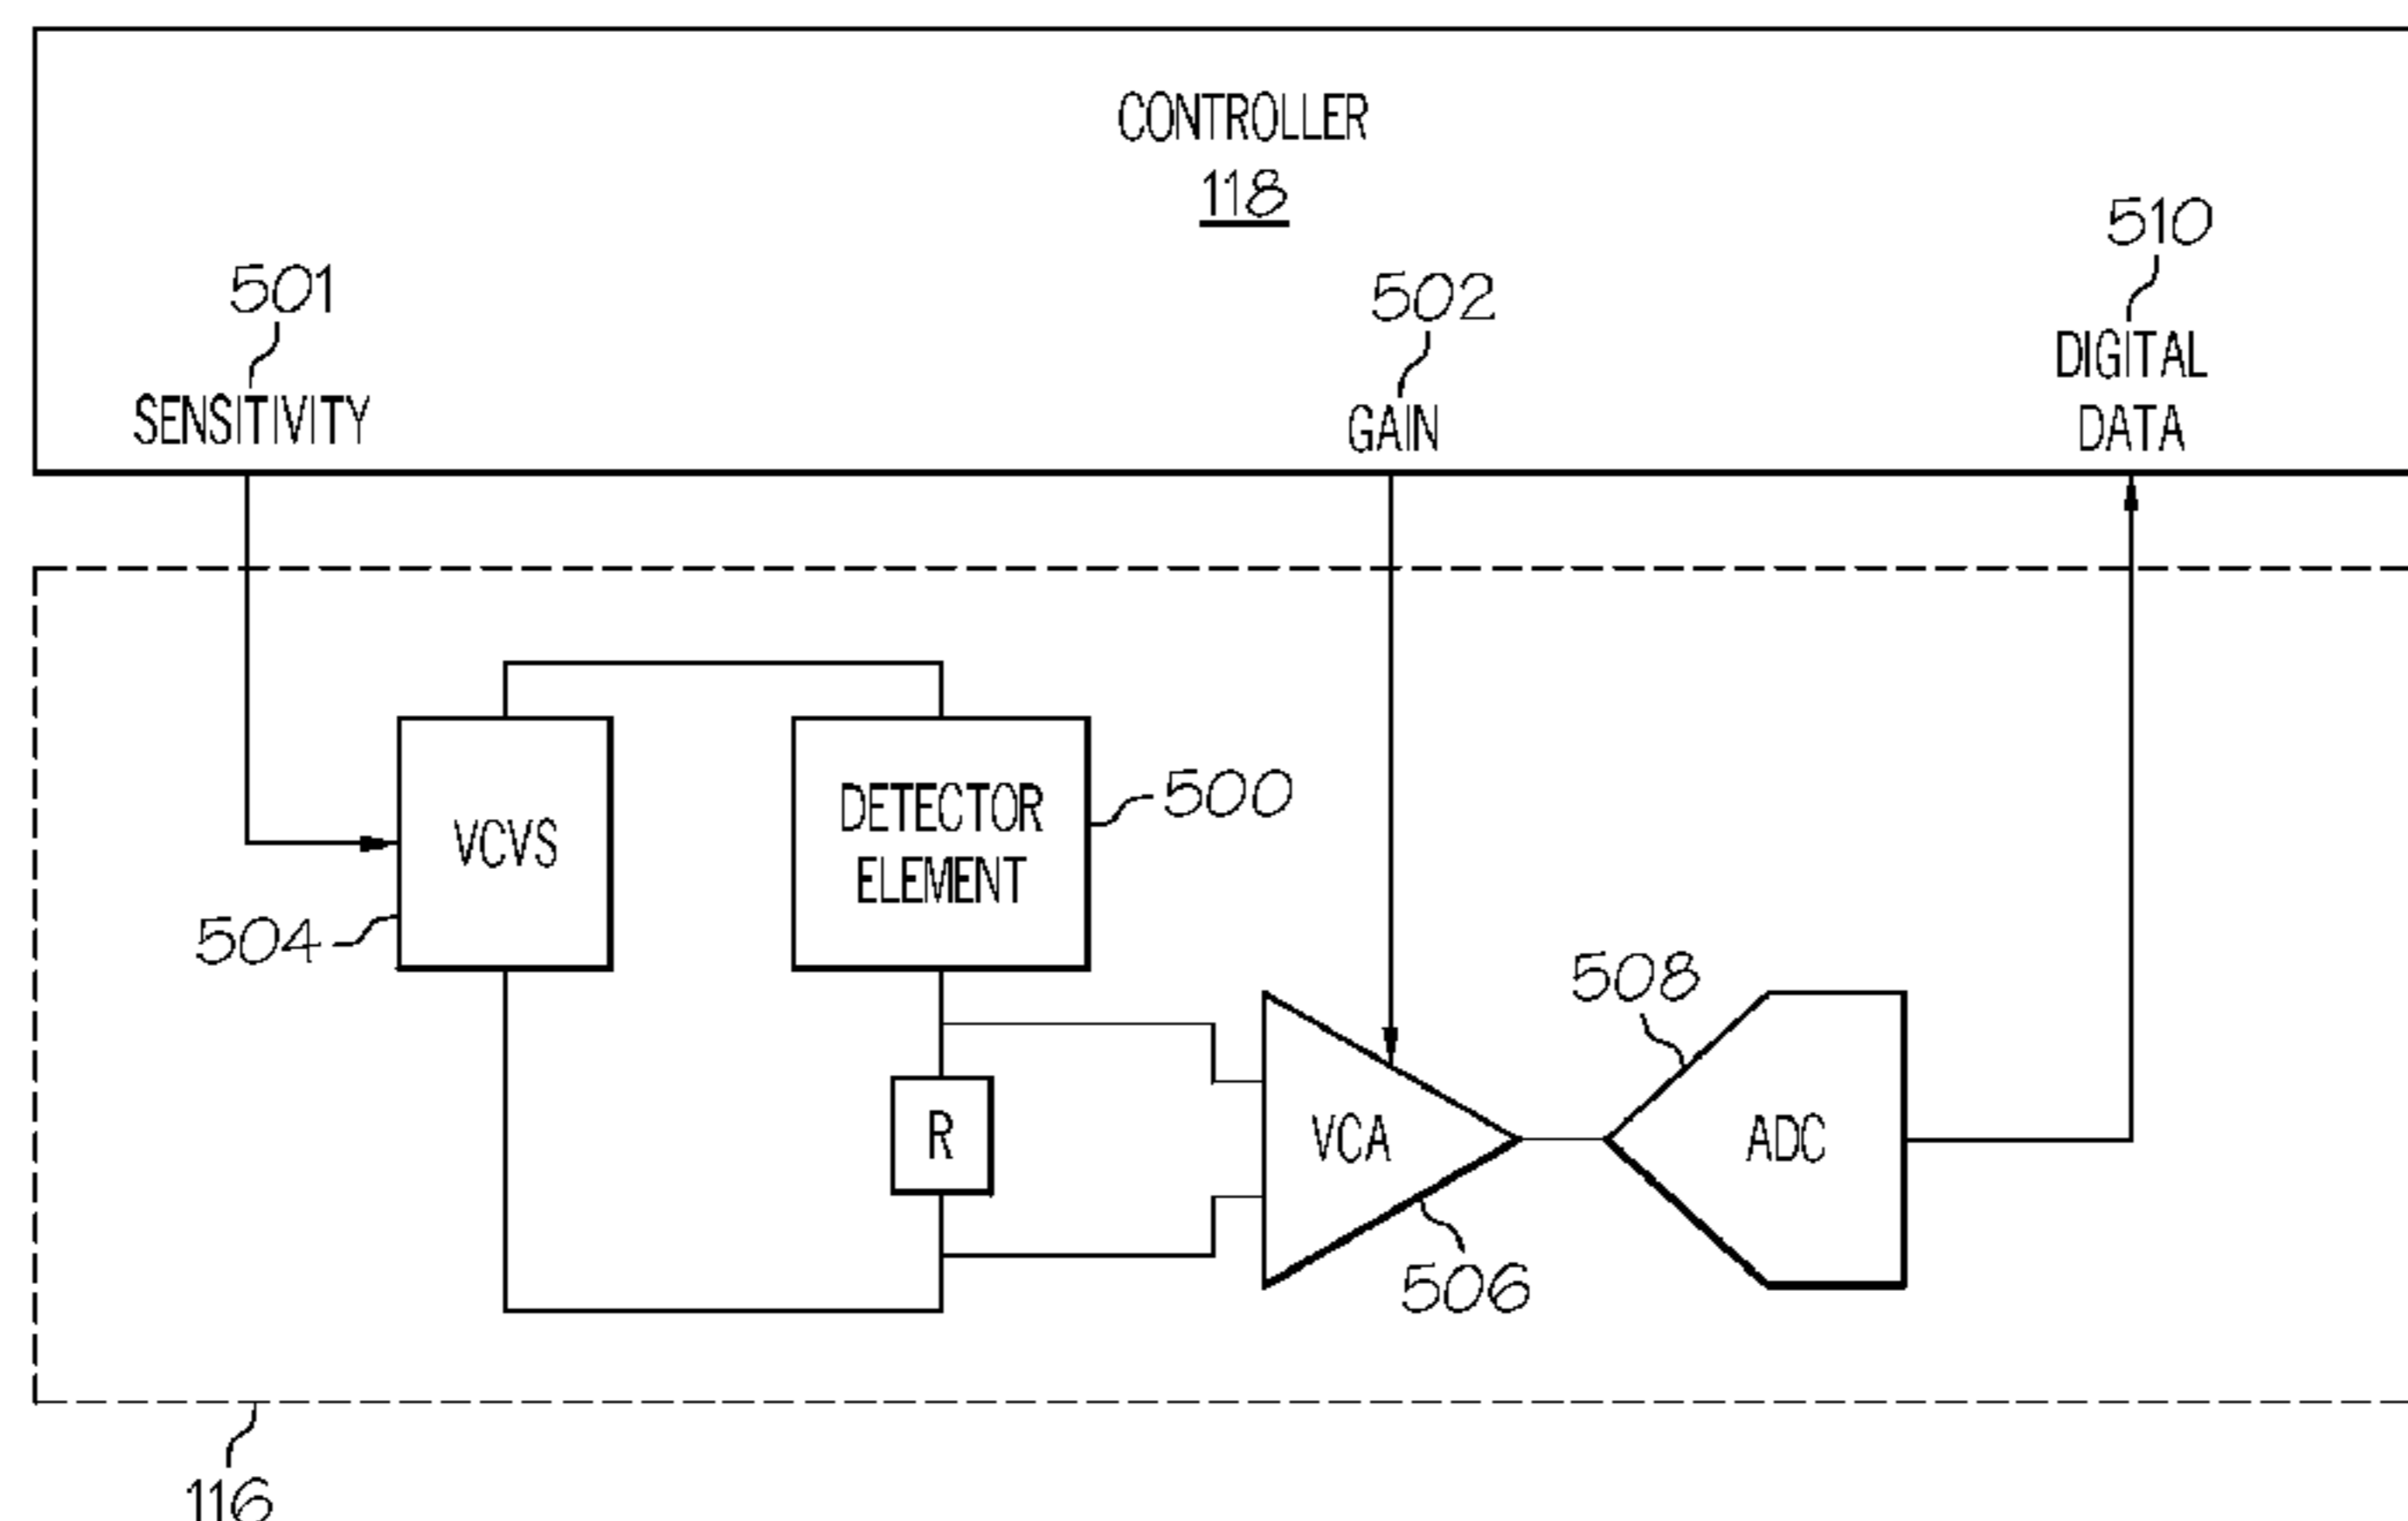 CONTROLLER
118
501
SENSITIVITY
502
GAIN
510
DIGITAL
DATA
VCVS
504
DETECTOR
ELEMENT
500
R
VCA
506
508
ADC
116